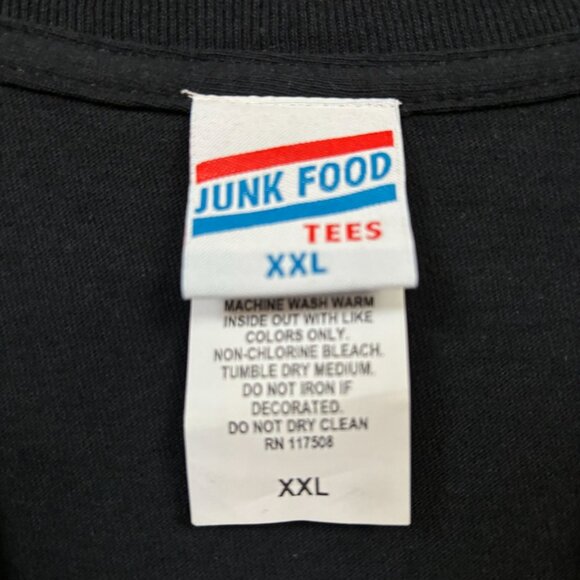 JUNK FOOD
TEES
XXL
MACHINE WASH WARM
INSIDE OUT WITH LIKE
COLORS ONLY.
NON-CHLORINE BLEACH.
TUMBLE DRY MEDIUM.
DO NOT IRON IF
DECORATED.
DO NOT DRY CLEAN
RN 117508
XXL